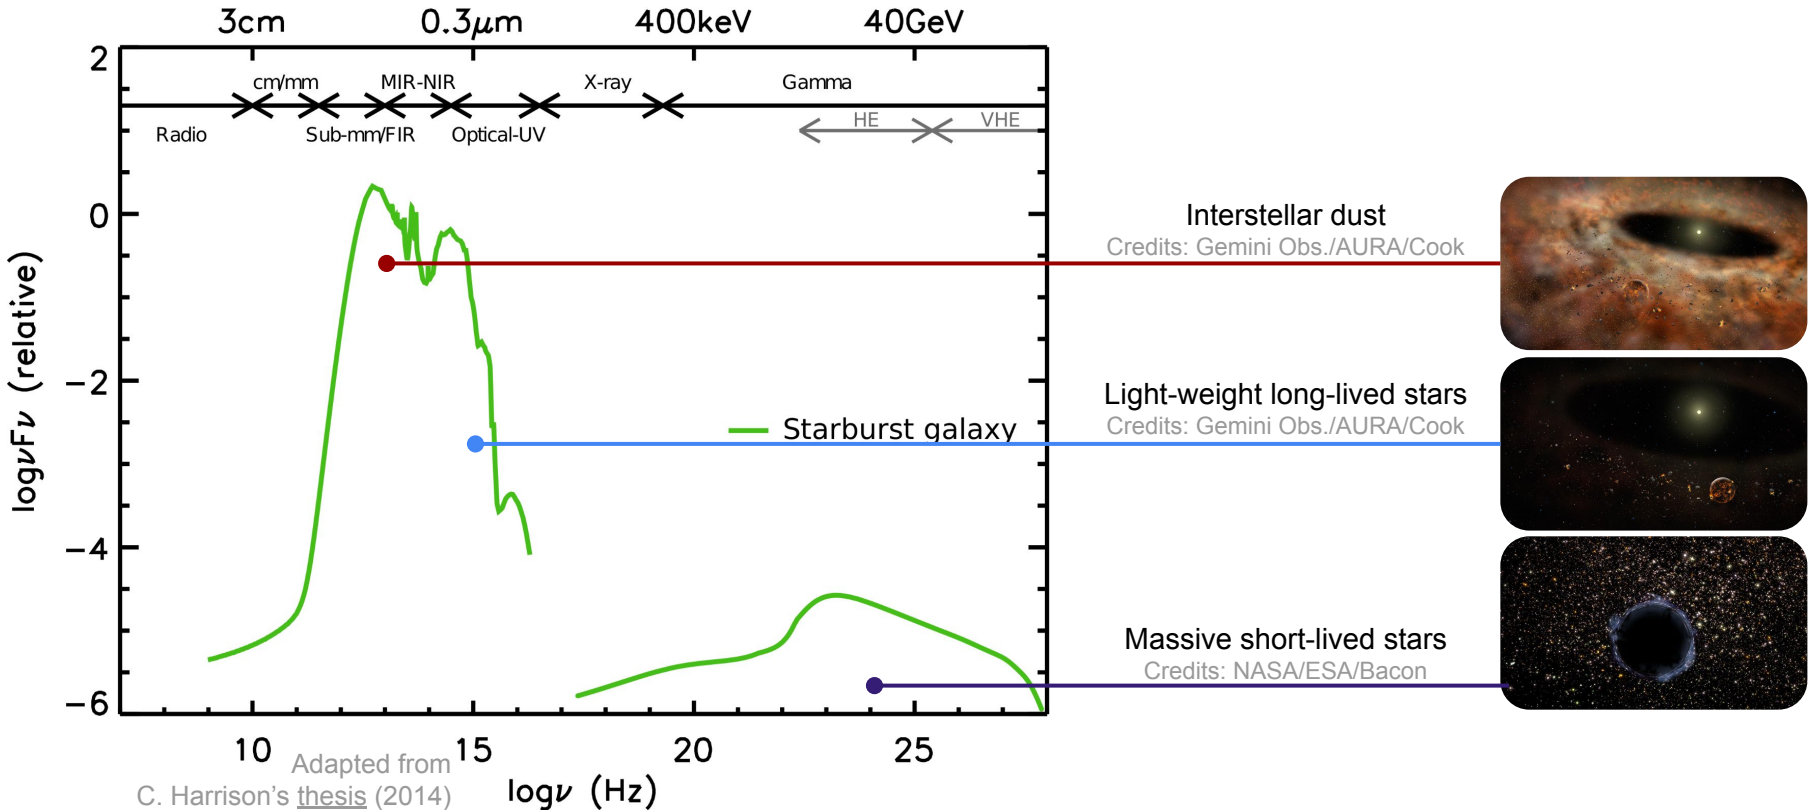 3cm 0.3μm 400keV 40GeV
2
cm/mm MIR-NIR X-ray Gamma
HE VHE
Radio Sub-mm/FIR Optical-UV
0
Interstellar dust
Credits: Gemini Obs./AURA/Cook
logνFν (relative)
−2
Light-weight long-lived stars
Credits: Gemini Obs./AURA/Cook
Starburst galaxy
−4
Massive short-lived stars
Credits: NASA/ESA/Bacon
−6
10 15 20 25
Adapted from
C. Harrison's thesis (2014)
logν (Hz)